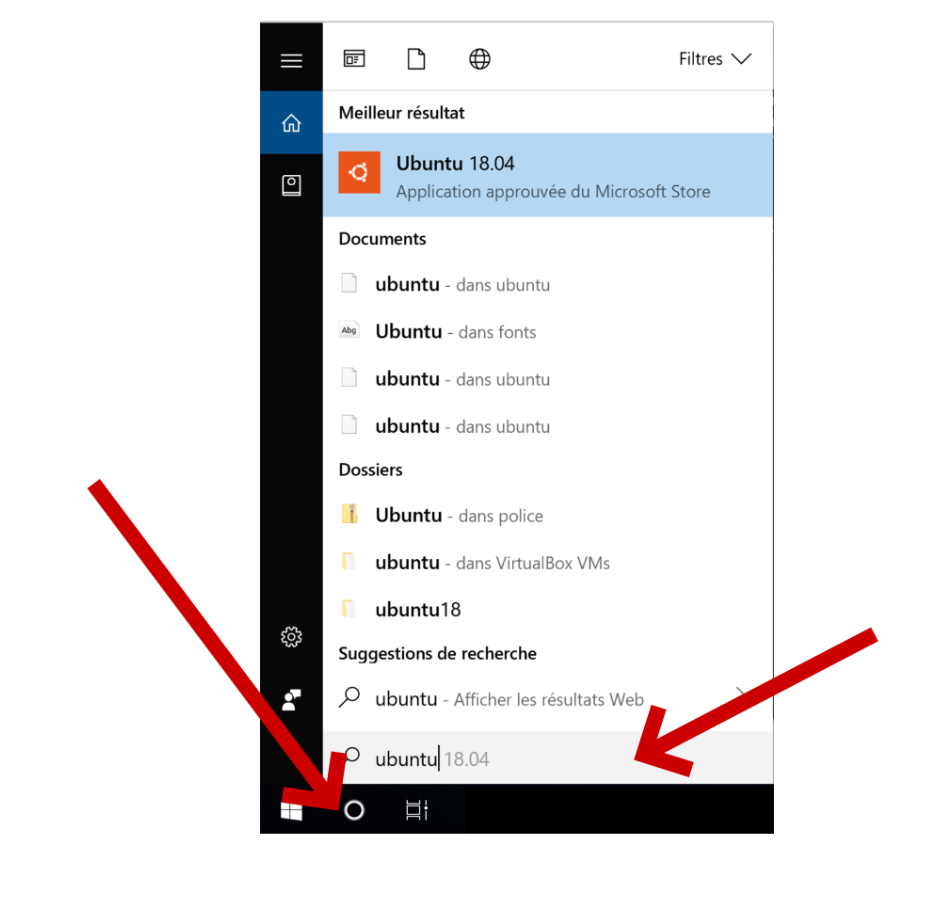 Filtres
Meilleur résultat
Ubuntu 18.04
Application approuvée du Microsoft Store
Documents
ubuntu - dans ubuntu
Abg Ubuntu - dans fonts
ubuntu - dans ubuntu
ubuntu - dans ubuntu
Dossiers
Ubuntu - dans police
ubuntu - dans VirtualBox VMs
ubuntu18
Suggestions de recherche
ubuntu - Afficher les résultats Web
ubuntu 18.04